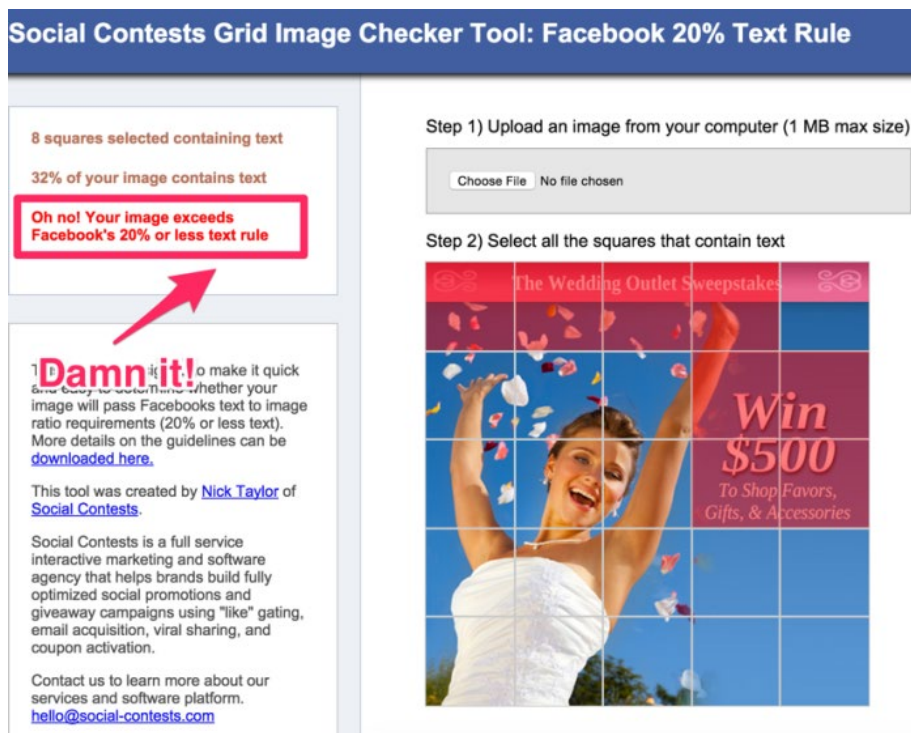 Social Contests Grid Image Checker Tool: Facebook 20% Text Rule
8 squares selected containing text
32% of your image contains text
Oh no! Your image exceeds
Facebook's 20% or less text rule
Damn it!
o make it quick
whether your
image will pass Facebooks text to image
ratio requirements (20% or less text).
More details on the guidelines can be
downloaded here.
This tool was created by Nick Taylor of
Social Contests.
Social Contests is a full service
interactive marketing and software
agency that helps brands build fully
optimized social promotions and
giveaway campaigns using "like" gating,
email acquisition, viral sharing, and
coupon activation.
Contact us to learn more about our
services and software platform.
hello@social-contests.com
Step 1) Upload an image from your computer (1 MB max size)
Choose File No file chosen
Step 2) Select all the squares that contain text
The Wedding Outlet Sweepstakes
Win
$500
To Shop Favors,
Gifts, & Accessories